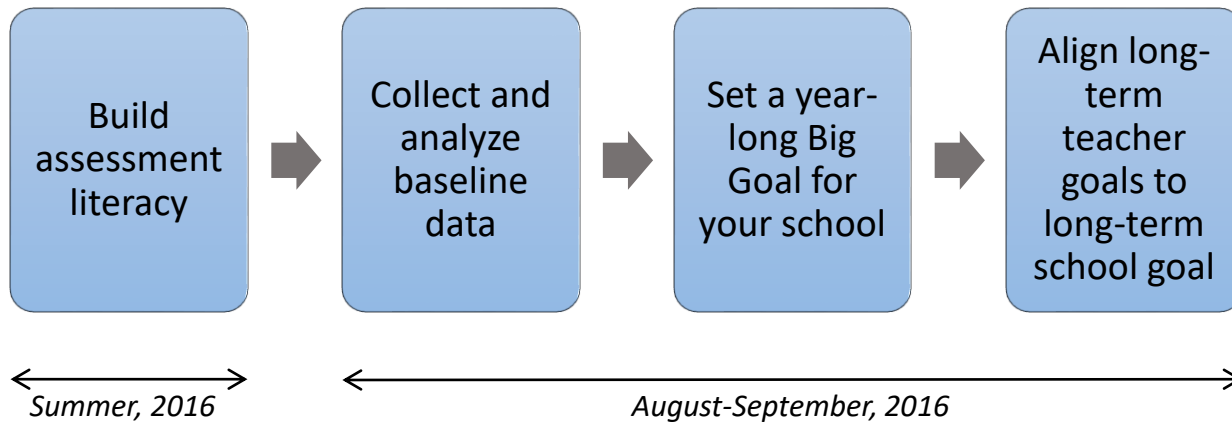 Build
assessment
literacy
Collect and
analyze
baseline
data
Set a year-
long Big
Goal for
your school
Align long-
term
teacher
goals to
long-term
school goal
Summer, 2016
August-September, 2016